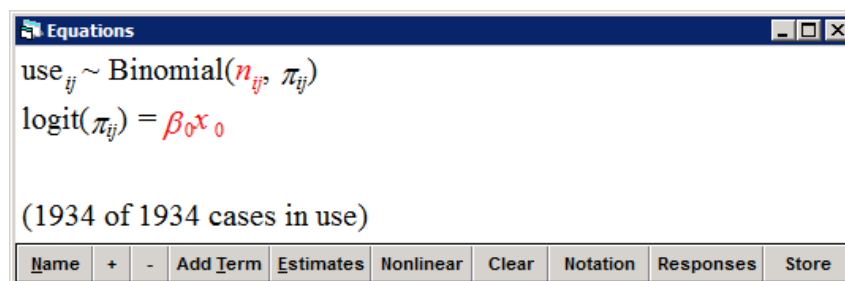 Equations
use_ij ~ Binomial(n_ij, π_ij)
logit(π_ij) = β_0x_0
(1934 of 1934 cases in use)
Name + - Add Term Estimates Nonlinear Clear Notation Responses Store